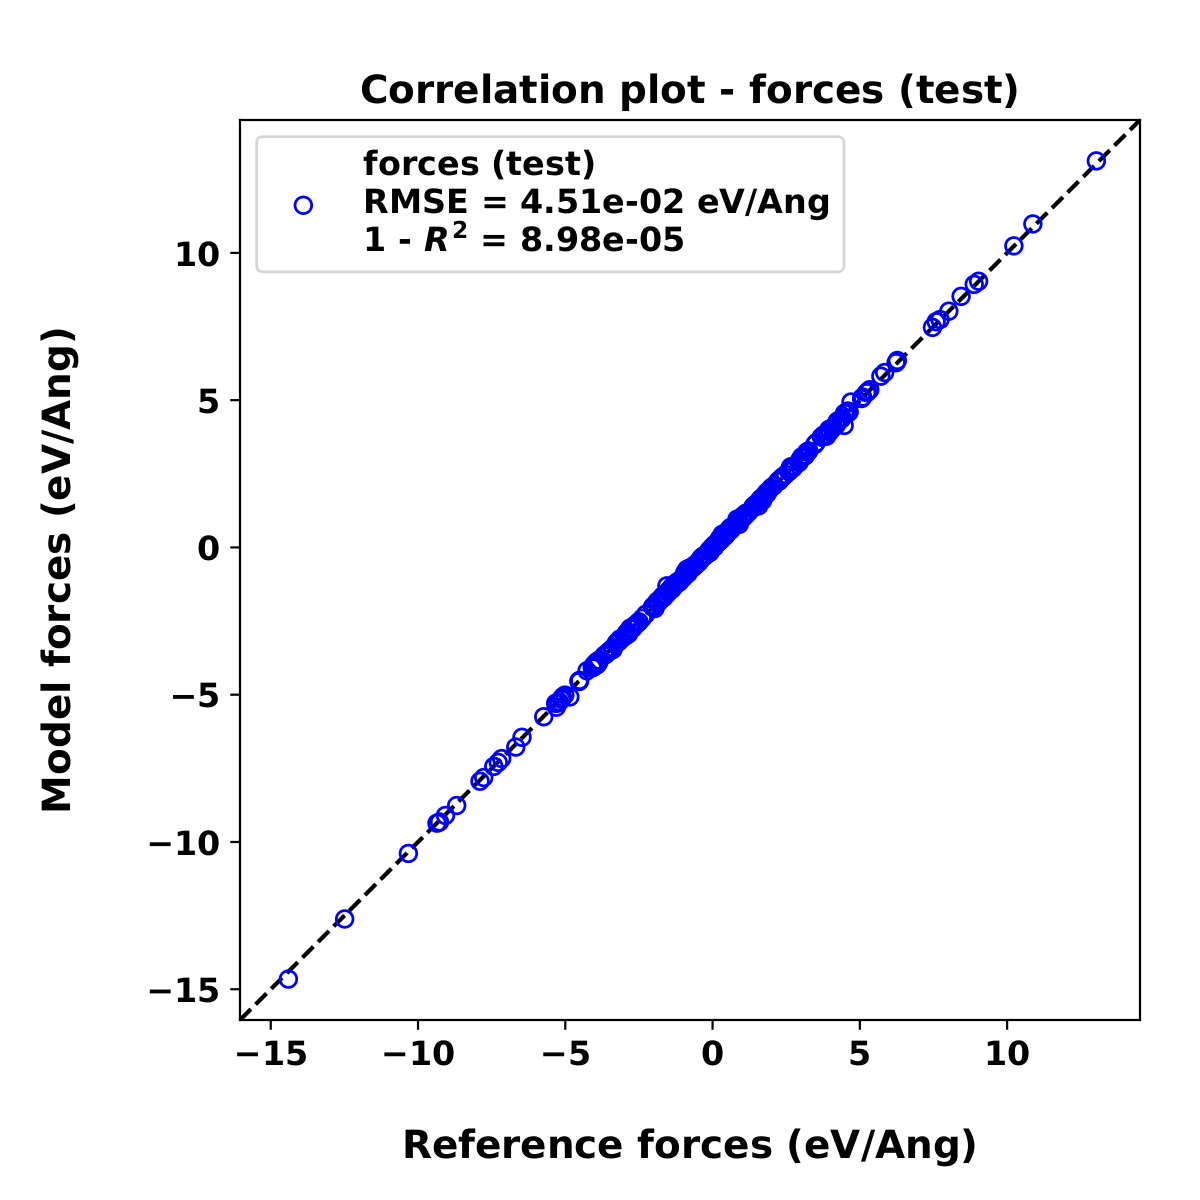 Correlation plot - forces (test)
forces (test)
RMSE = 4.51e-02 eV/Ang
1 - R² = 8.98e-05
Model forces (eV/Ang)
10
5
0
−5
−10
−15
−15 −10 −5 0 5 10
Reference forces (eV/Ang)